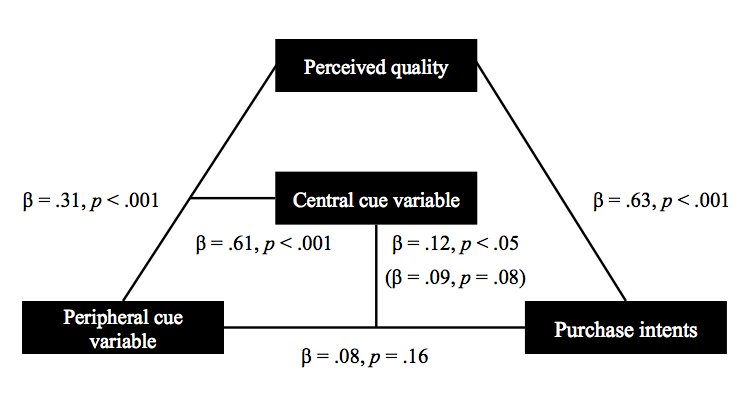 Perceived quality
Central cue variable
β = .31, p < .001
β = .63, p < .001
β = .61, p < .001
β = .12, p < .05
(β = .09, p = .08)
Peripheral cue
variable
Purchase intents
β = .08, p = .16